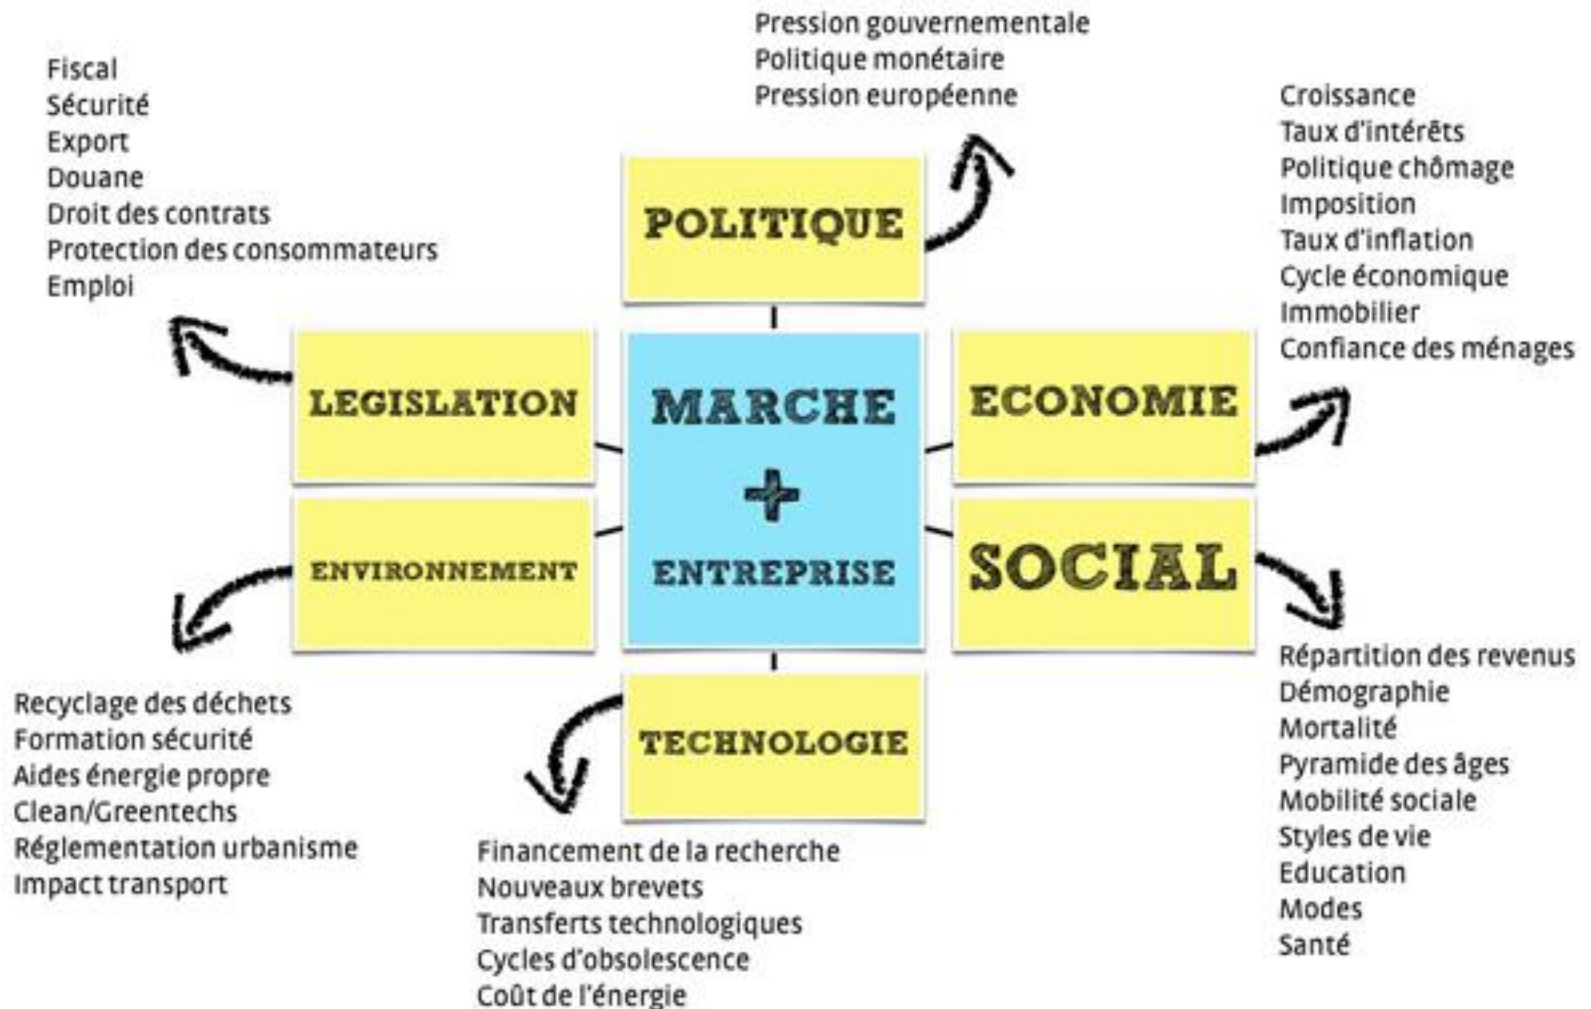 Pression gouvernementale
Politique monétaire
Pression européenne
Fiscal
Sécurité
Export
Douane
Droit des contrats
Protection des consommateurs
Emploi
Croissance
Taux d'intérêts
Politique chômage
Imposition
Taux d'inflation
Cycle économique
Immobilier
Confiance des ménages
POLITIQUE
LEGISLATION
MARCHE
+
ENTREPRISE
ECONOMIE
ENVIRONNEMENT
SOCIAL
TECHNOLOGIE
Recyclage des déchets
Formation sécurité
Aides énergie propre
Clean/Greentechs
Réglementation urbanisme
Impact transport
Financement de la recherche
Nouveaux brevets
Transferts technologiques
Cycles d'obsolescence
Coût de l'énergie
Répartition des revenus
Démographie
Mortalité
Pyramide des âges
Mobilité sociale
Styles de vie
Education
Modes
Santé